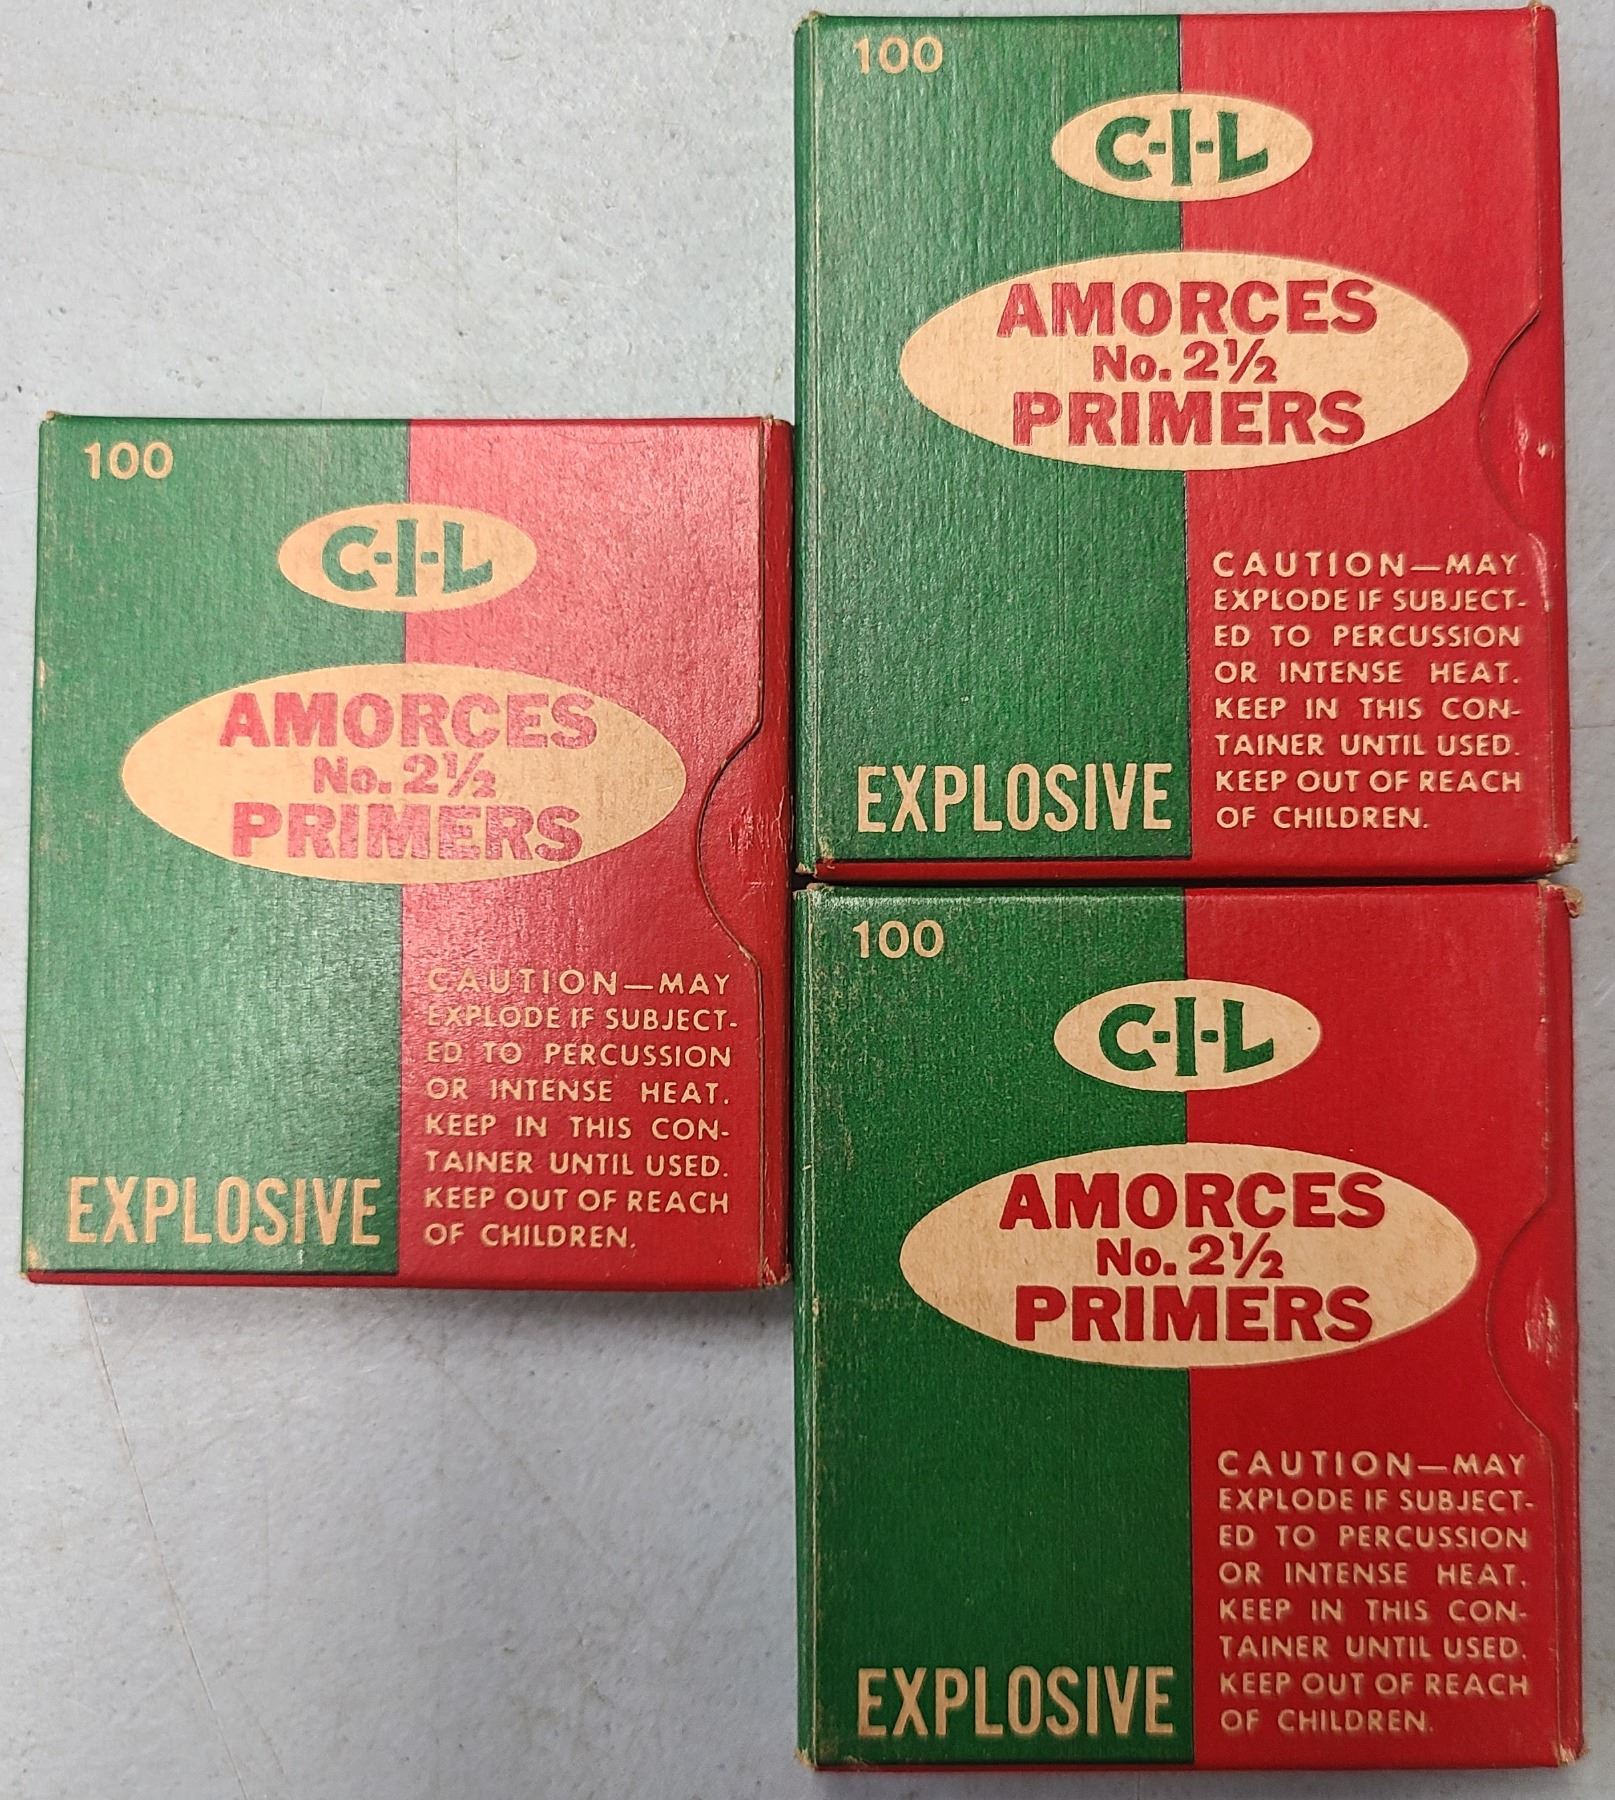 100
C-I-L
AMORCES
No. 2½
PRIMERS
CAUTION—MAY
EXPLODE IF SUBJECT-
ED TO PERCUSSION
OR INTENSE HEAT.
KEEP IN THIS CON-
TAINER UNTIL USED.
KEEP OUT OF REACH
OF CHILDREN.
EXPLOSIVE
100
C-I-L
AMORCES
No. 2½
PRIMERS
CAUTION—MAY
EXPLODE IF SUBJECT-
ED TO PERCUSSION
OR INTENSE HEAT.
KEEP IN THIS CON-
TAINER UNTIL USED.
KEEP OUT OF REACH
OF CHILDREN.
EXPLOSIVE
100
C-I-L
AMORCES
No. 2½
PRIMERS
CAUTION—MAY
EXPLODE IF SUBJECT-
ED TO PERCUSSION
OR INTENSE HEAT.
KEEP IN THIS CON-
TAINER UNTIL USED.
KEEP OUT OF REACH
OF CHILDREN.
EXPLOSIVE